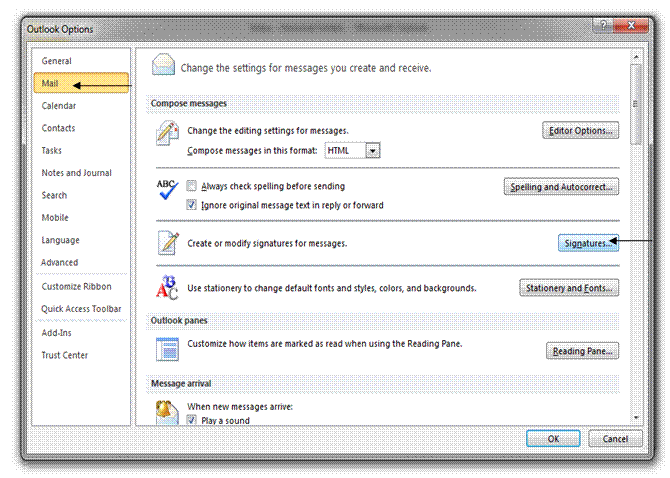 Outlook Options
General
Mail
Calendar
Contacts
Tasks
Notes and Journal
Search
Mobile
Language
Advanced
Customize Ribbon
Quick Access Toolbar
Add-Ins
Trust Center
Change the settings for messages you create and receive.
Compose messages
Change the editing settings for messages.
Editor Options...
Compose messages in this format: HTML
ABC
Always check spelling before sending
Spelling and Autocorrect...
Ignore original message text in reply or forward
Create or modify signatures for messages.
Signatures...
Use stationery to change default fonts and styles, colors, and backgrounds.
Stationery and Fonts...
Outlook panes
Customize how items are marked as read when using the Reading Pane.
Reading Pane...
Message arrival
When new messages arrive:
Play a sound
OK
Cancel